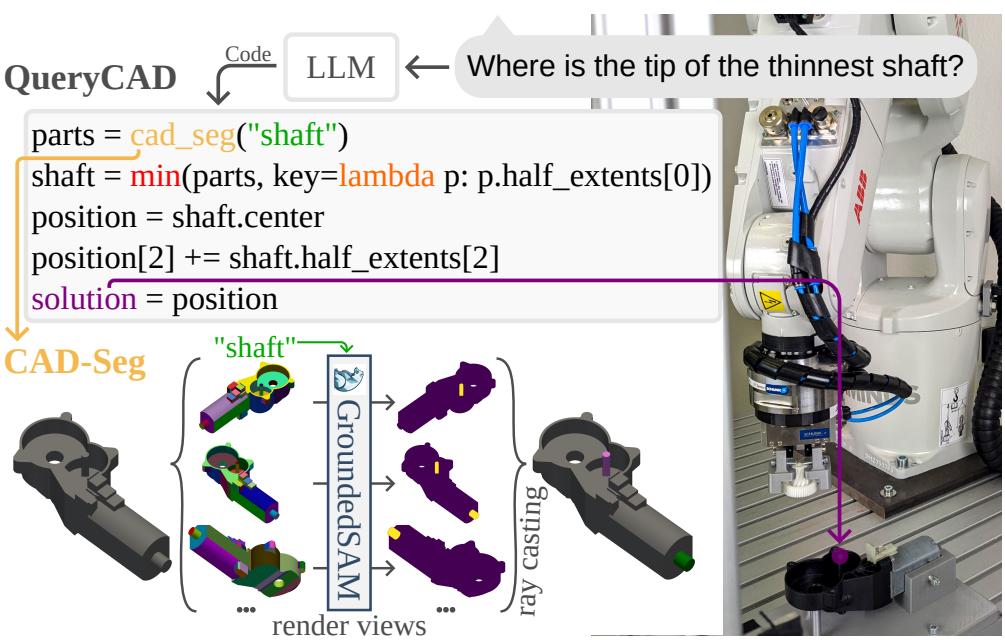 Where is the tip of the thinnest shaft?
LLM
Code
QueryCAD
parts = cad_seg("shaft")
shaft = min(parts, key=lambda p: p.half_extents[0])
position = shaft.center
position[2] += shaft.half_extents[2]
solution = position
CAD-Seg
"shaft"
GroundedSAM
ray casting
...
...
render views
ABB
SCHUNK